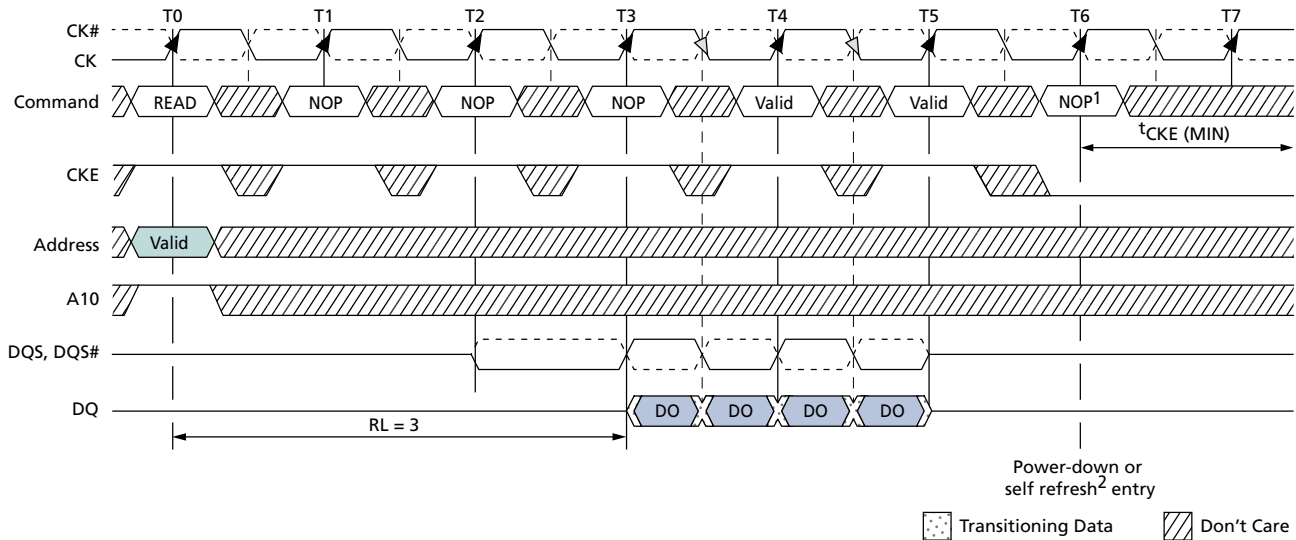 T0 T1 T2 T3 T4 T5 T6 T7
CK#
CK
Command READ NOP NOP NOP Valid Valid NOP1
tCKE (MIN)
CKE
Address Valid
A10
DQS, DQS#
DQ DO DO DO DO
RL = 3
Power-down or
self refresh2 entry
Transitioning Data Don't Care